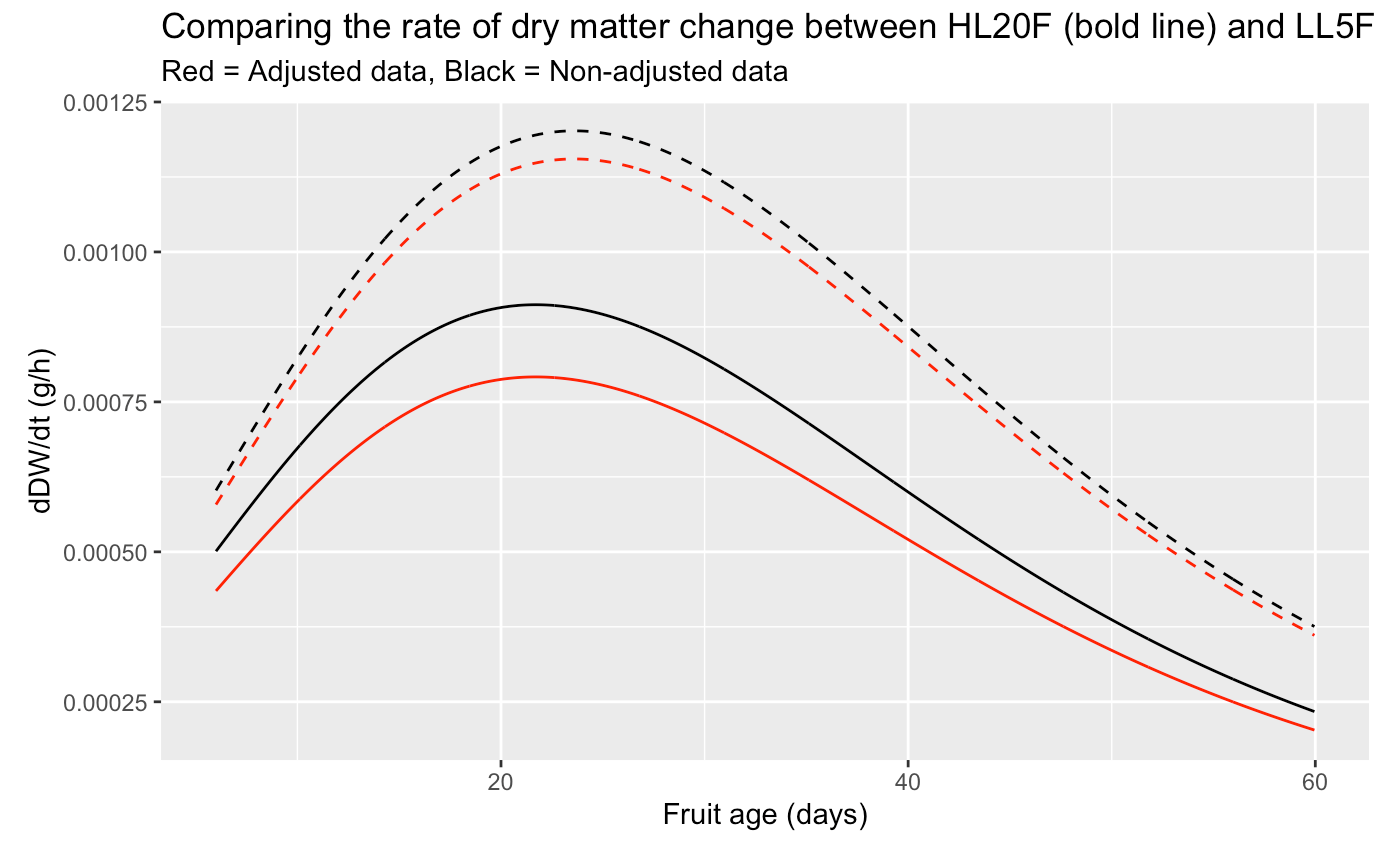 Comparing the rate of dry matter change between HL20F (bold line) and LL5F
Red = Adjusted data, Black = Non-adjusted data
0.00125
0.00100
0.00075
0.00050
0.00025
dDW/dt (g/h)
20
40
60
Fruit age (days)